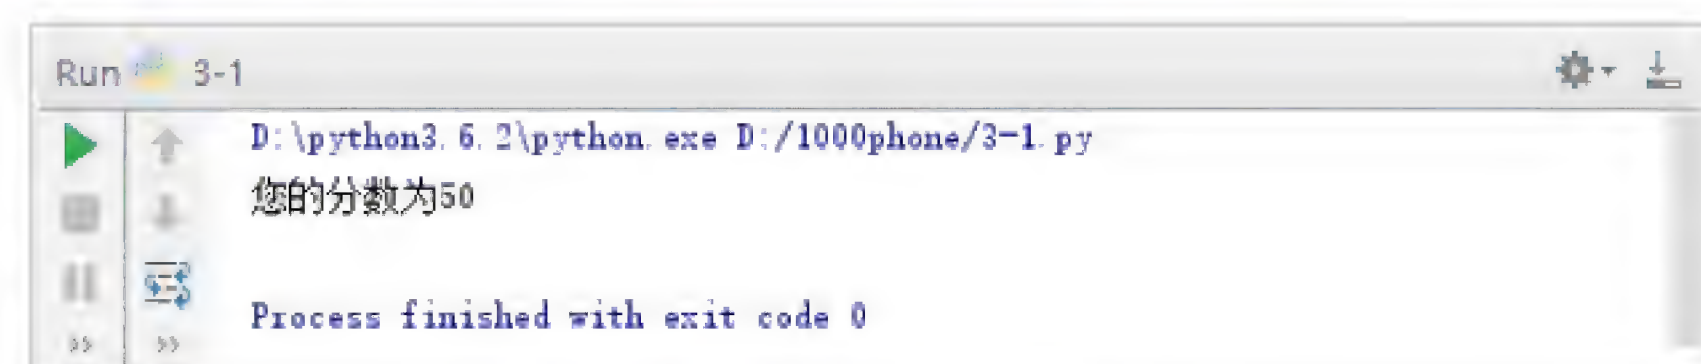 Run 3-1
D:\python3.6.2\python.exe D:/1000phone/3-1.py
您的分数为50
Process finished with exit code 0